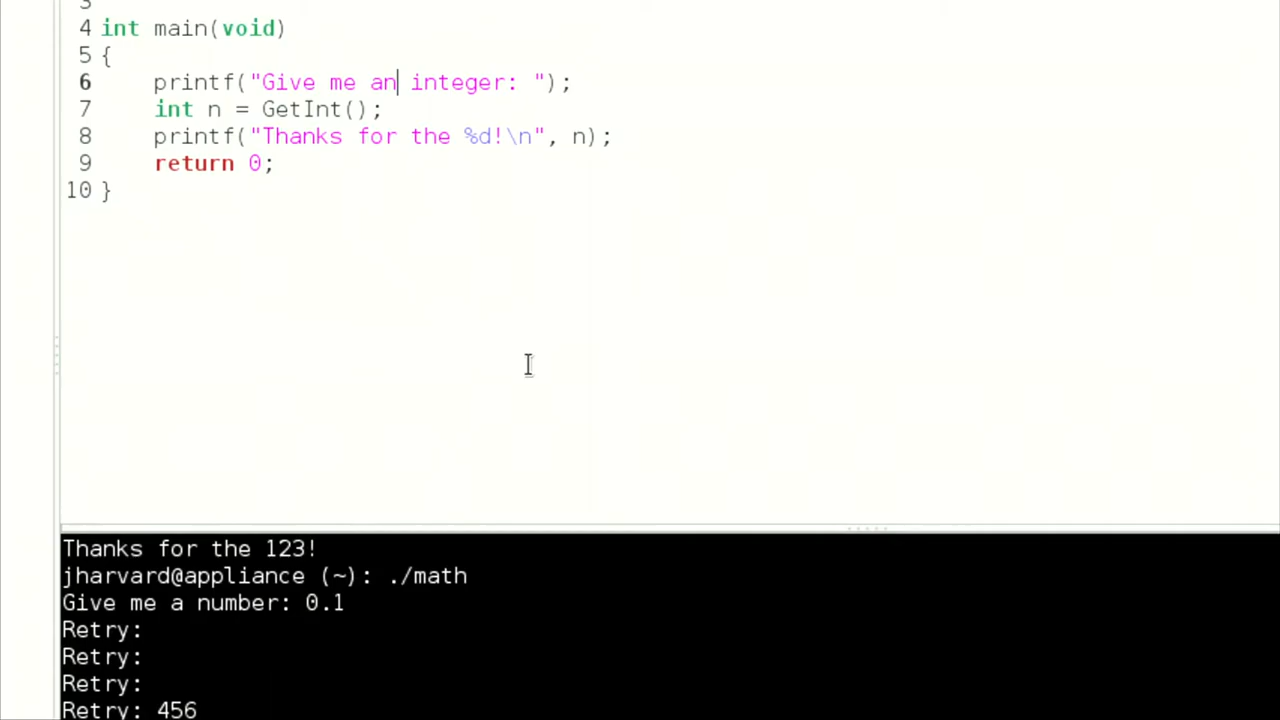 3
4 int main(void)
5 {
6     printf("Give me an integer: ");
7     int n = GetInt();
8     printf("Thanks for the %d!\n", n);
9     return 0;
10 }
Thanks for the 123!
jharvard@appliance (~): ./math
Give me a number: 0.1
Retry:
Retry:
Retry:
Retry: 456